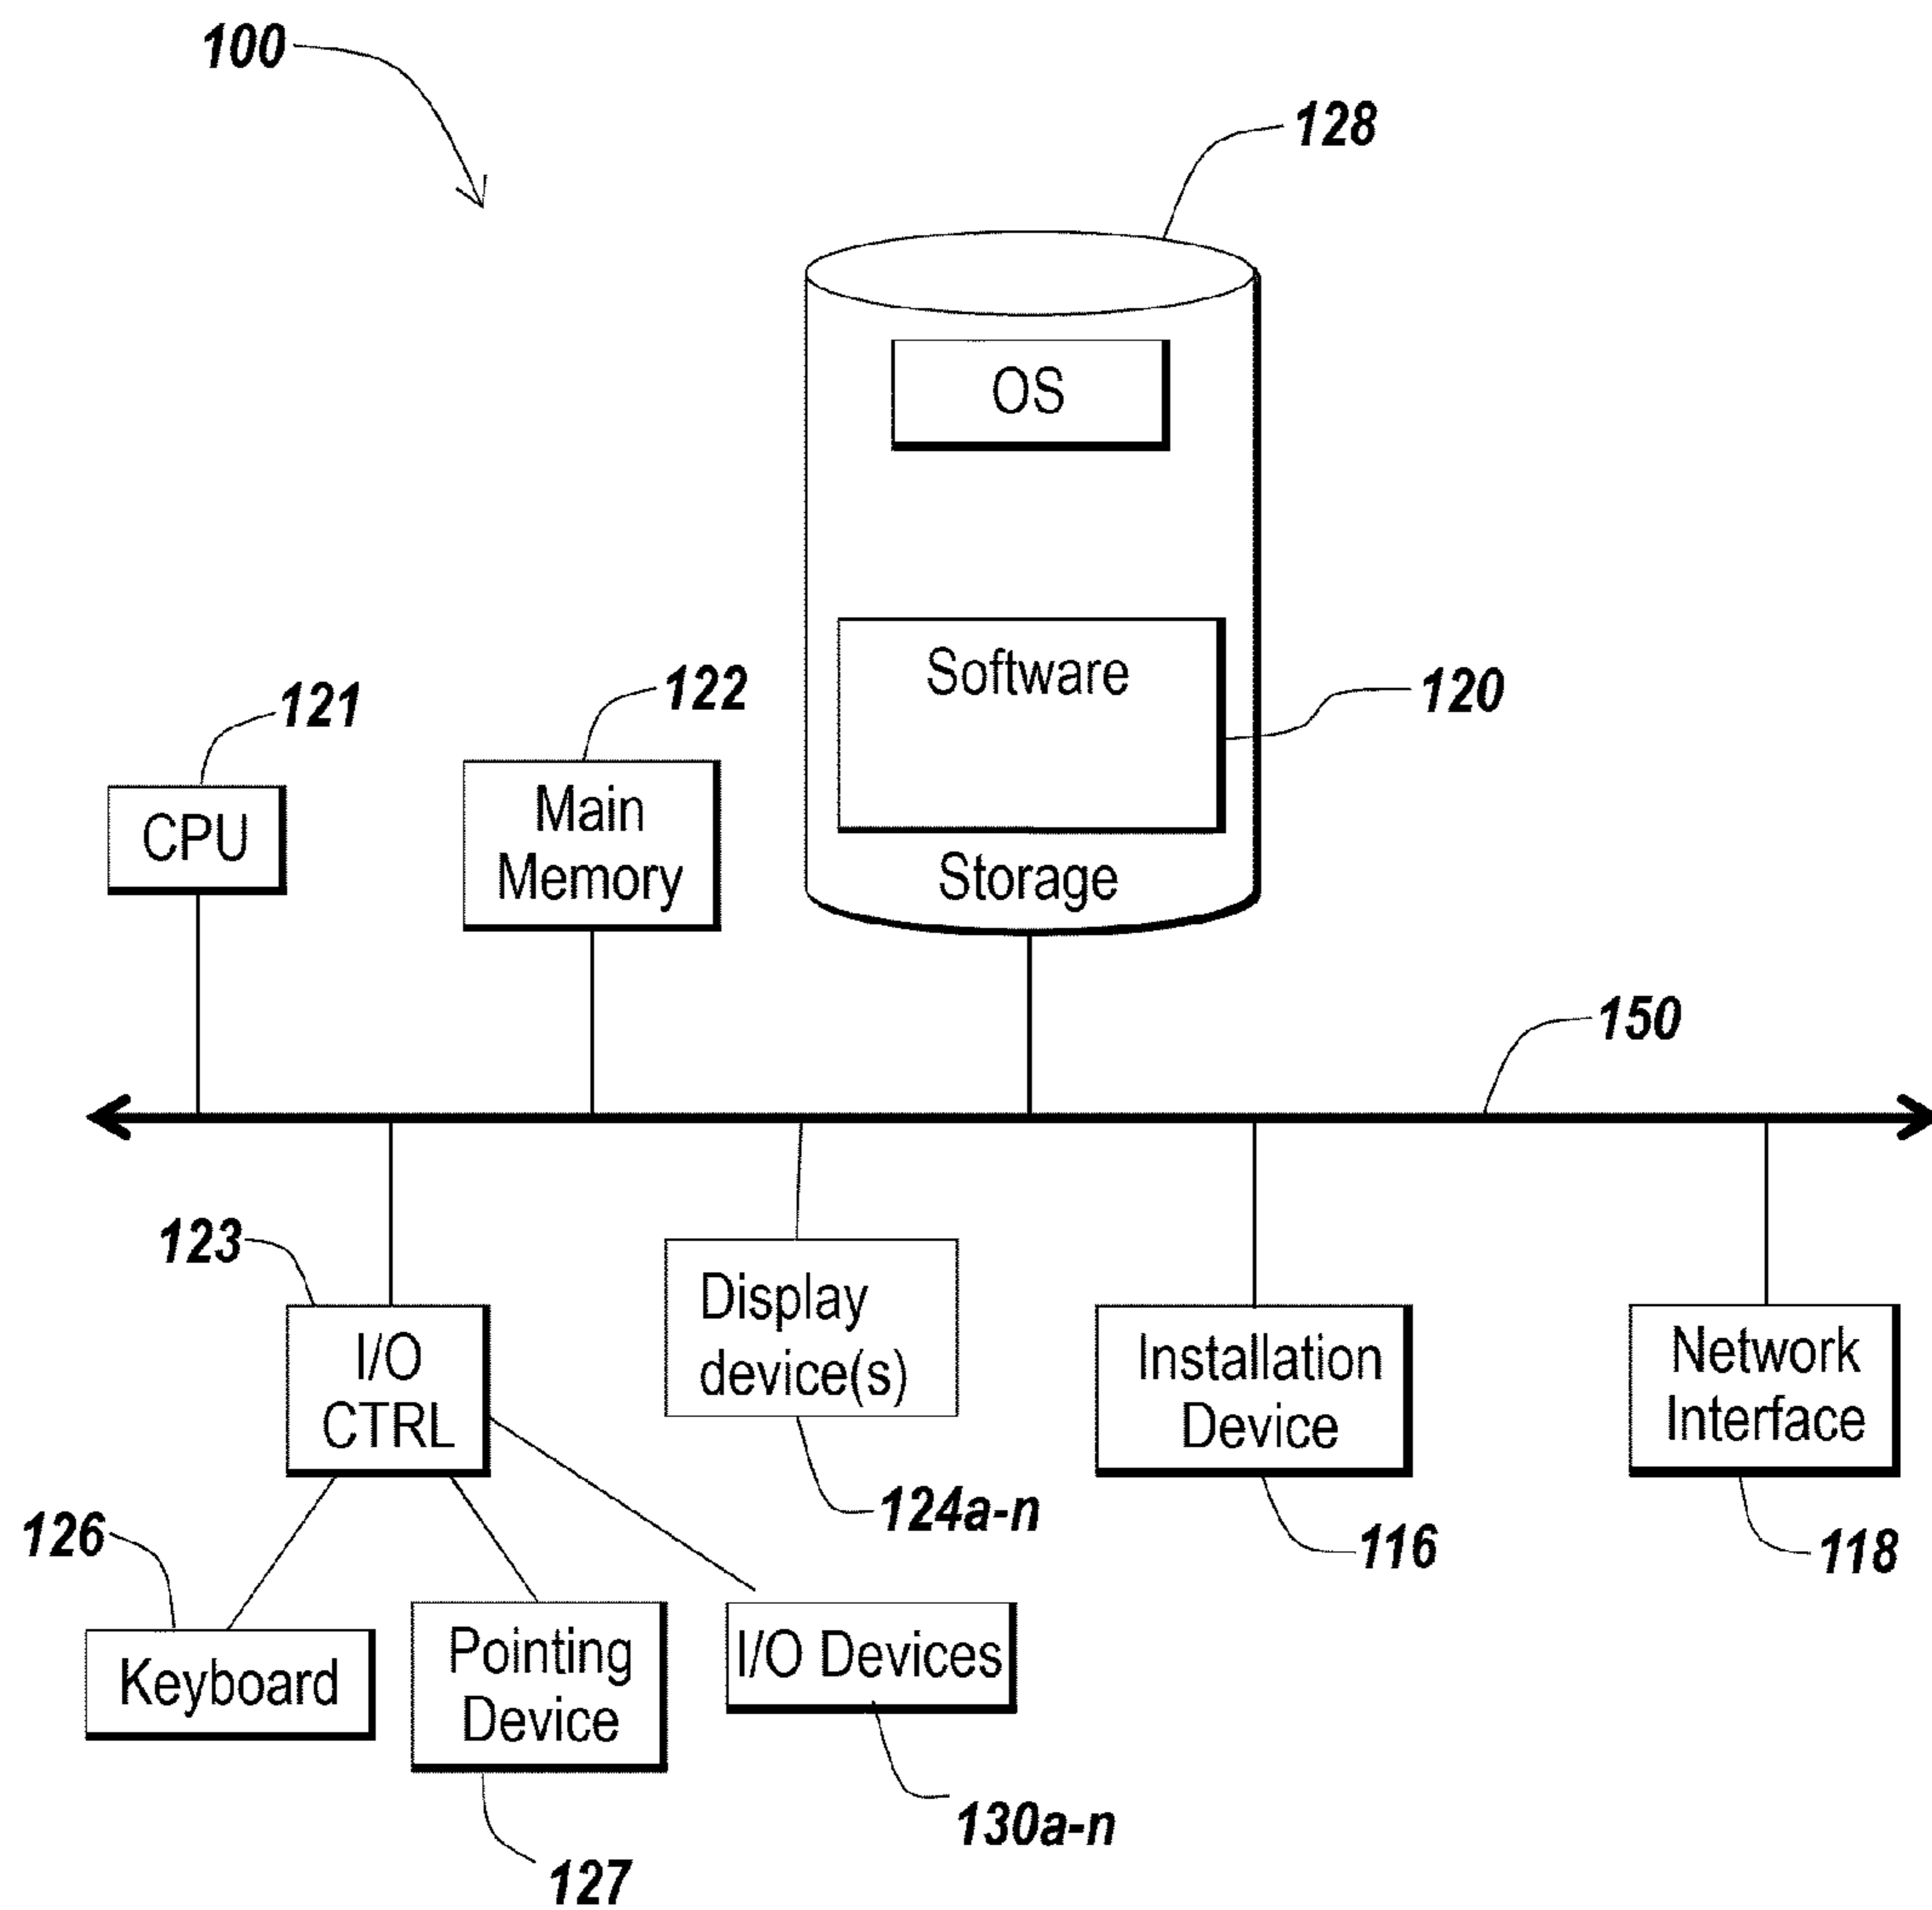 100
128
OS
Software
120
122
121
Main
Memory
CPU
Storage
150
123
Display
device(s)
I/O
CTRL
Installation
Device
Network
Interface
124a-n
126
116
118
Pointing
Device
I/O Devices
Keyboard
130a-n
127